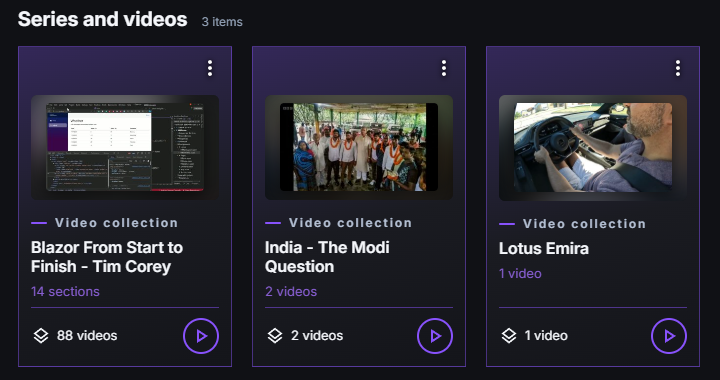 Series and videos 3 items
Video collection
Blazor From Start to
Finish - Tim Corey
14 sections
88 videos
Video collection
India - The Modi
Question
2 videos
2 videos
Video collection
Lotus Emira
1 video
1 video